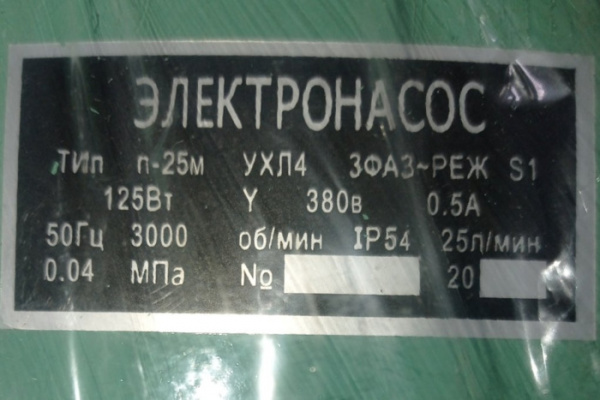 ЭЛЕКТРОНАСОС
ТИп п-25м УХЛ4 3ФАЗ~РЕЖ S1
125Вт Y 380в 0.5А
50Гц 3000 об/мин IP54 25л/мин
0.04 МПа № 20